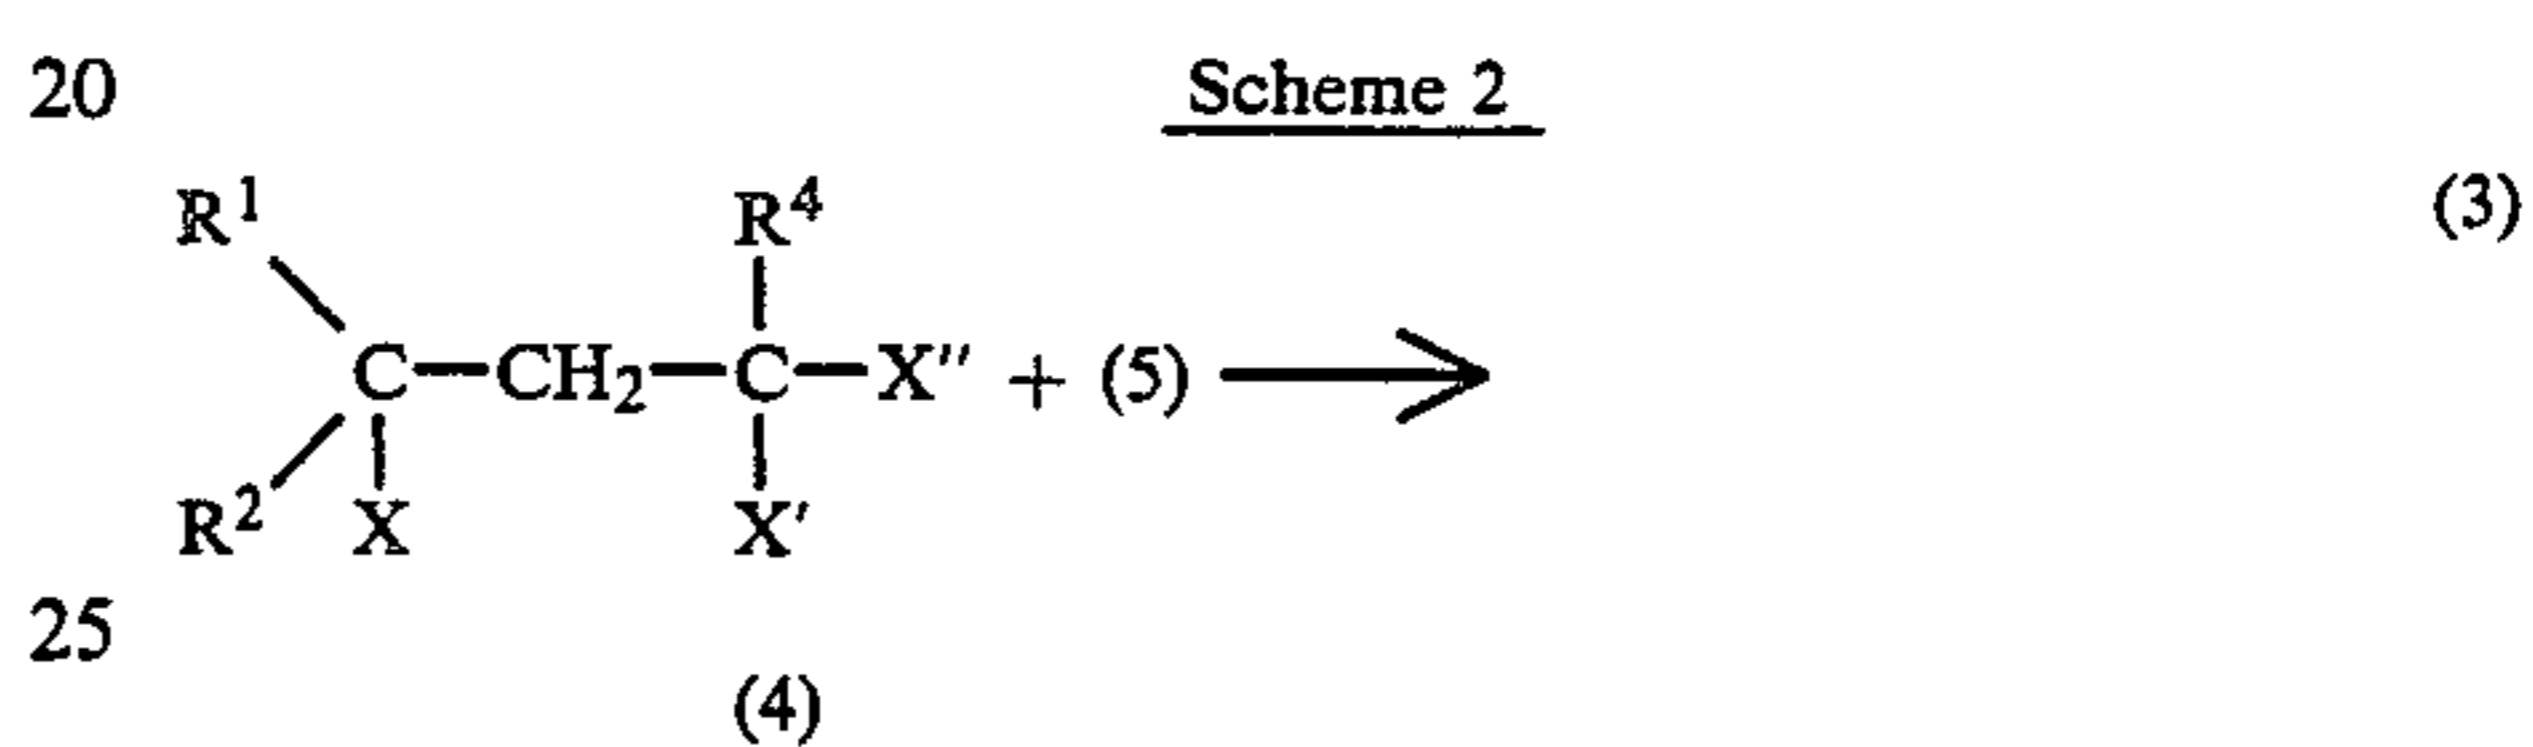 20 Scheme 2
(3)
R¹ R⁴
C—CH₂—C—X″ + (5) ⟶
R² X X′
25
(4)